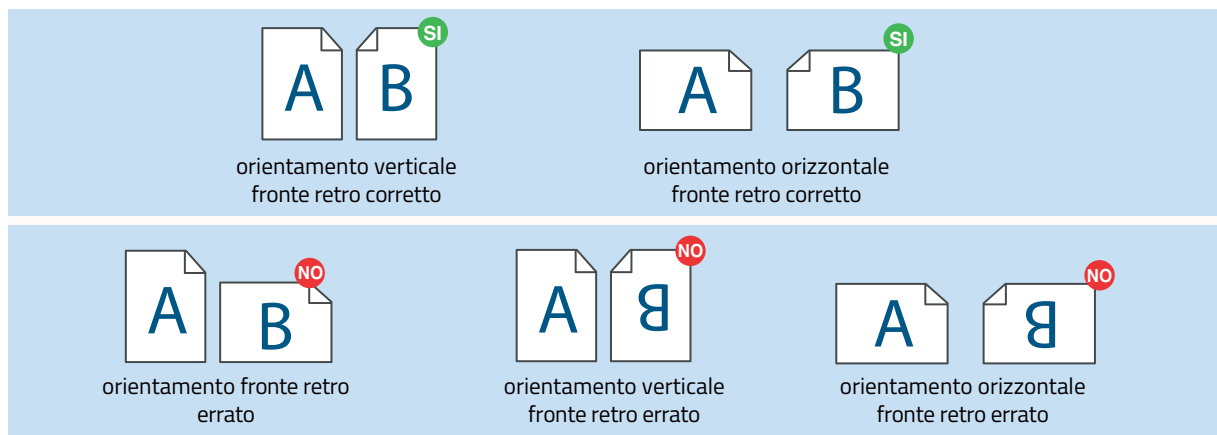 SI
A B
orientamento verticale
fronte retro corretto
SI
A B
orientamento orizzontale
fronte retro corretto
NO
A B
orientamento fronte retro
errato
NO
A B
orientamento verticale
fronte retro errato
NO
A B
orientamento orizzontale
fronte retro errato